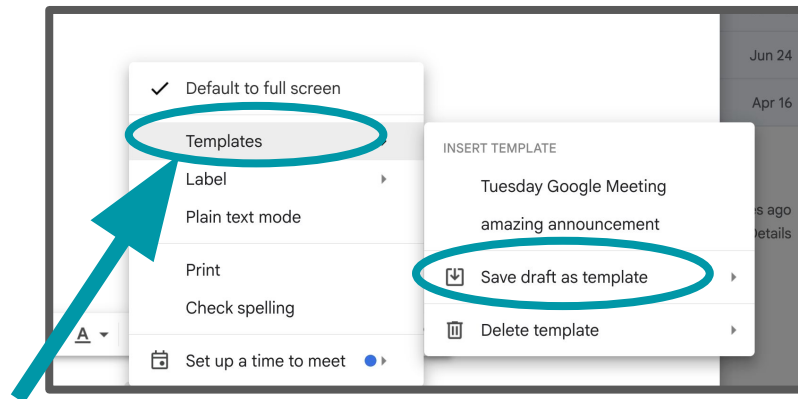 Jun 24
Default to full screen
Apr 16
Templates
INSERT TEMPLATE
Label
Tuesday Google Meeting
Plain text mode
amazing announcement
s ago
etails
Print
Save draft as template
Check spelling
A
Delete template
Set up a time to meet